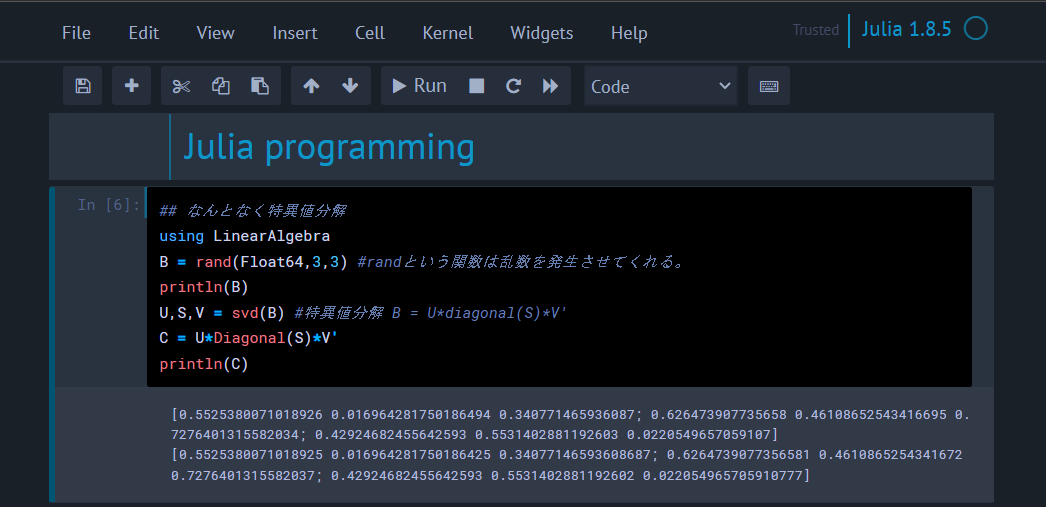 File Edit View Insert Cell Kernel Widgets Help Trusted Julia 1.8.5
Run Code
Julia programming
In [6]:
## なんとなく特異値分解
using LinearAlgebra
B = rand(Float64,3,3) #randという関数は乱数を発生させてくれる。
println(B)
U,S,V = svd(B) #特異値分解 B = U*diagonal(S)*V'
C = U*Diagonal(S)*V'
println(C)
[0.5525380071018926 0.016964281750186494 0.340771465936087; 0.626473907735658 0.46108652543416695 0.
7276401315582034; 0.42924682455642593 0.5531402881192603 0.0220549657059107]
[0.5525380071018925 0.016964281750186425 0.34077146593608687; 0.6264739077356581 0.4610865254341672
0.7276401315582037; 0.42924682455642593 0.5531402881192602 0.022054965705910777]